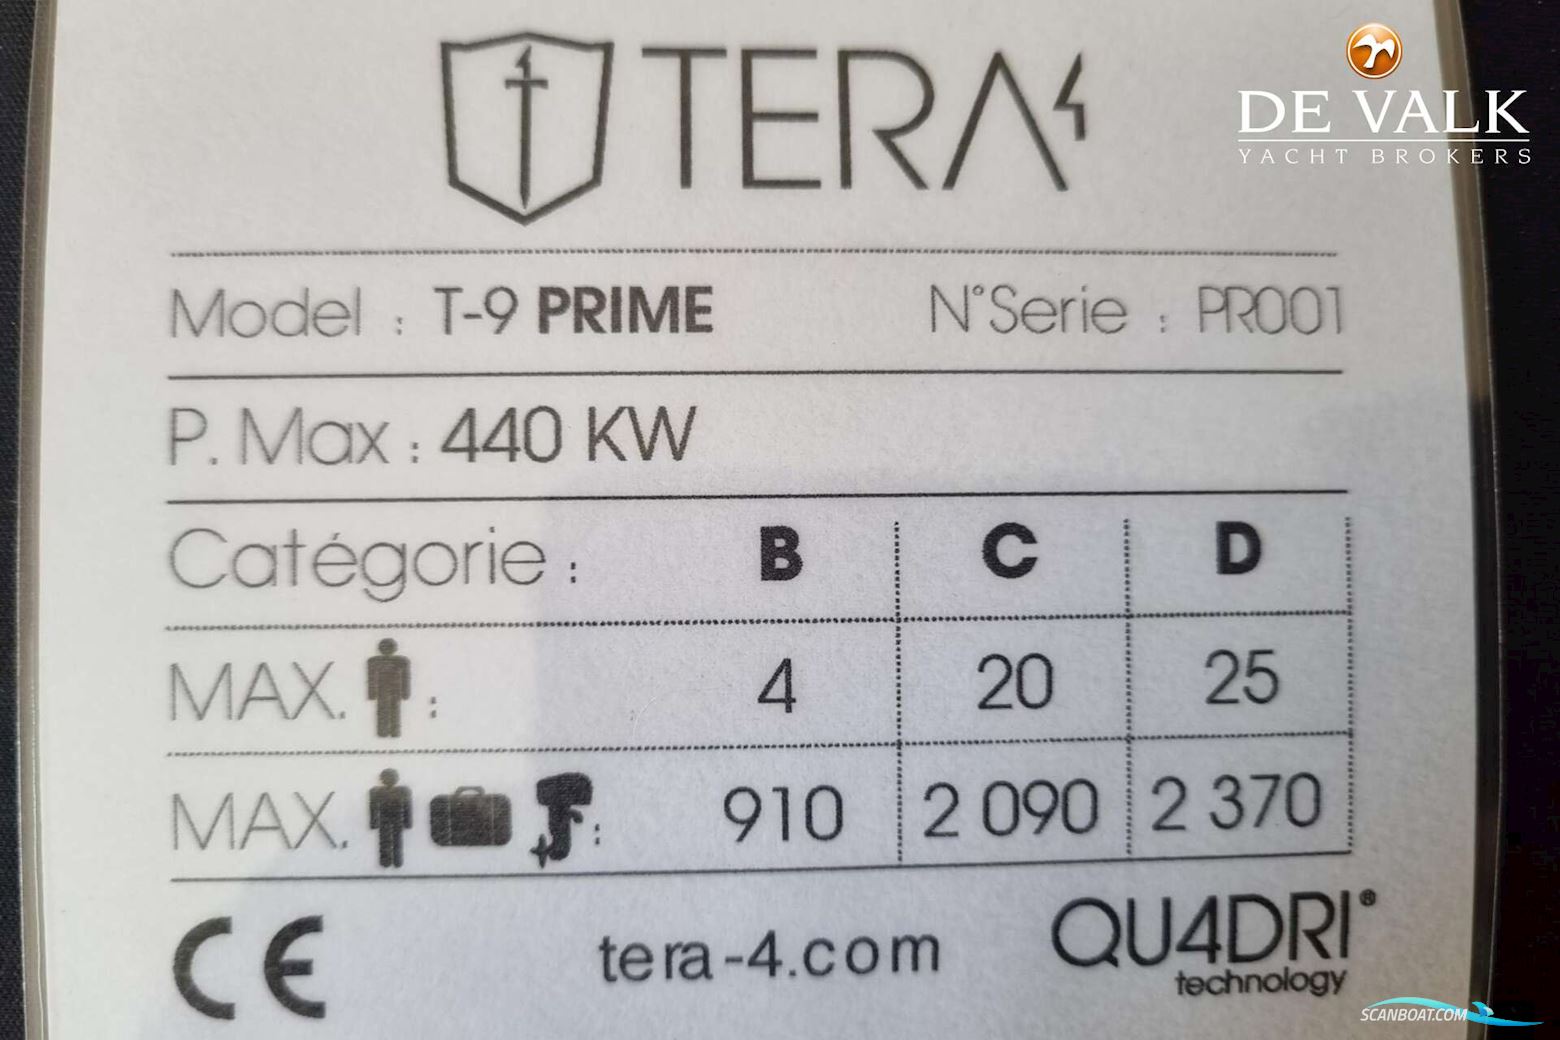 TERA4
DE VALK
YACHT BROKERS
Model : T-9 PRIME N°Serie : PR001
P. Max : 440 KW
Catégorie : B C D
MAX. : 4 20 25
MAX. : 910 2 090 2 370
CE tera-4.com QU4DRI®
technology
SCANBOAT.COM